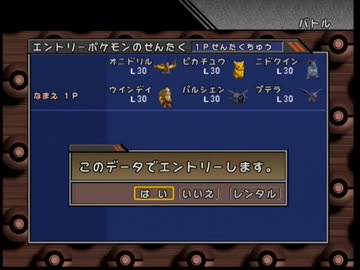 バトル
エントリーポケモンのせんたく 1Pせんたくちゅう
オニドリル ピカチュウ ニドクイン
L30 L30 L30
なまえ 1P
ウインディ パルシェン プテラ
L30 L30 L30
このデータでエントリーします。
はい いいえ レンタル